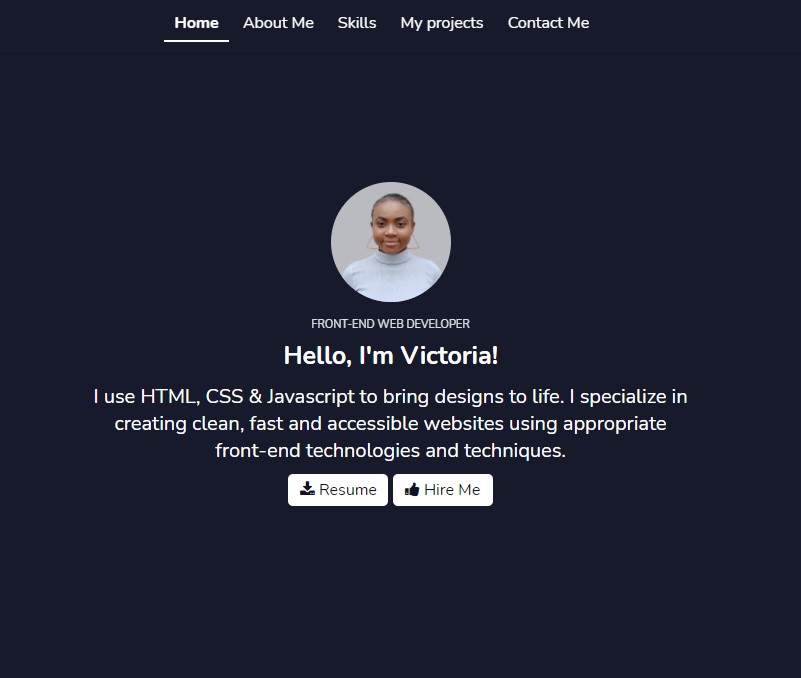 Home About Me Skills My projects Contact Me
FRONT-END WEB DEVELOPER
Hello, I'm Victoria!
I use HTML, CSS & Javascript to bring designs to life. I specialize in
creating clean, fast and accessible websites using appropriate
front-end technologies and techniques.
Resume Hire Me